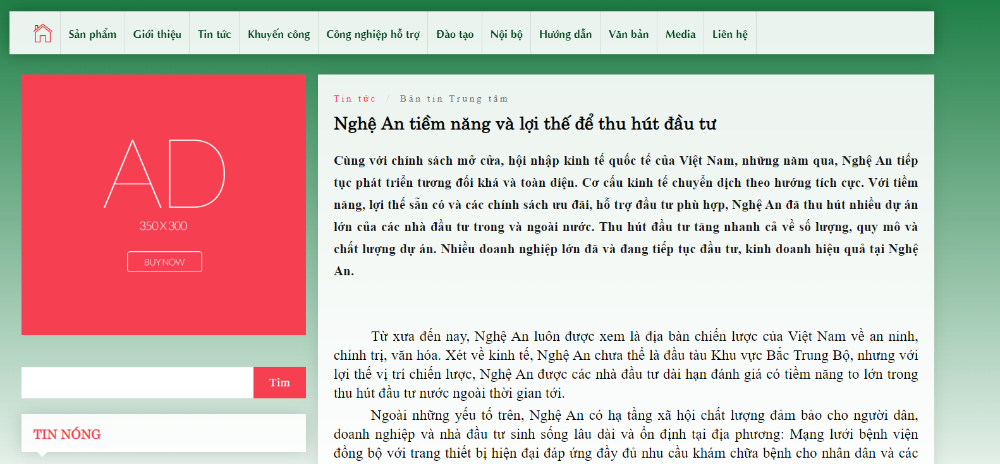 Sản phẩm Giới thiệu Tin tức Khuyến công Công nghiệp hỗ trợ Đào tạo Nội bộ Hướng dẫn Văn bản Media Liên hệ
AD
350 X 300
BUY NOW
Tìm
TIN NÓNG
Tin tức / Bản tin Trung tâm
Nghệ An tiềm năng và lợi thế để thu hút đầu tư
Cùng với chính sách mở cửa, hội nhập kinh tế quốc tế của Việt Nam, những năm qua, Nghệ An tiếp
tục phát triển tương đối khá và toàn diện. Cơ cấu kinh tế chuyển dịch theo hướng tích cực. Với tiềm
năng, lợi thế sẵn có và các chính sách ưu đãi, hỗ trợ đầu tư phù hợp, Nghệ An đã thu hút nhiều dự án
lớn của các nhà đầu tư trong và ngoài nước. Thu hút đầu tư tăng nhanh cả về số lượng, quy mô và
chất lượng dự án. Nhiều doanh nghiệp lớn đã và đang tiếp tục đầu tư, kinh doanh hiệu quả tại Nghệ
An.
Từ xưa đến nay, Nghệ An luôn được xem là địa bàn chiến lược của Việt Nam về an ninh,
chính trị, văn hóa. Xét về kinh tế, Nghệ An chưa thể là đầu tàu Khu vực Bắc Trung Bộ, nhưng với
lợi thế vị trí chiến lược, Nghệ An được các nhà đầu tư dài hạn đánh giá có tiềm năng to lớn trong
thu hút đầu tư nước ngoài thời gian tới.
Ngoài những yếu tố trên, Nghệ An có hạ tầng xã hội chất lượng đảm bảo cho người dân,
doanh nghiệp và nhà đầu tư sinh sống lâu dài và ổn định tại địa phương: Mạng lưới bệnh viện
đồng bộ với trang thiết bị hiện đại đáp ứng đầy đủ nhu cầu khám chữa bệnh cho nhân dân và các